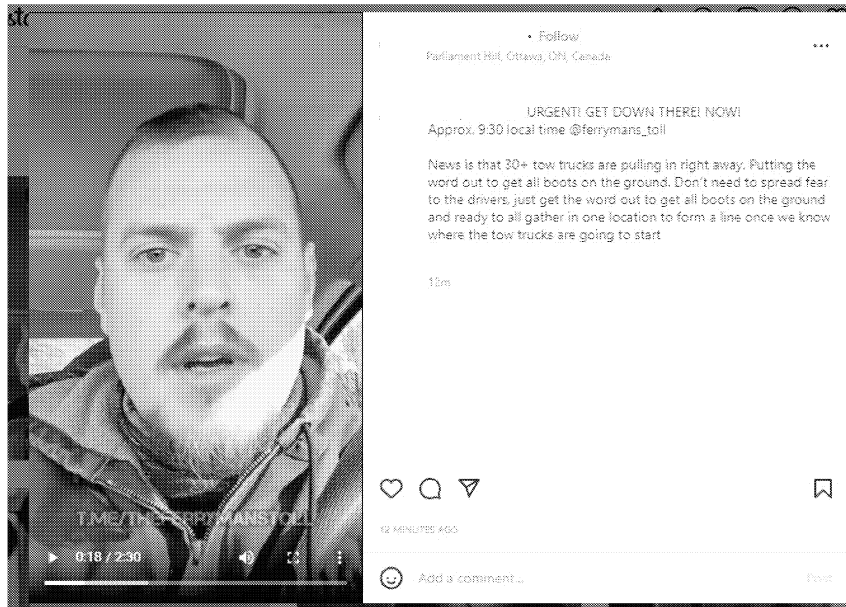 • Follow
Parliament Hill, Ottawa, ON, Canada
URGENT! GET DOWN THERE! NOW!
Approx. 9:30 local time @ferrymans_toll
News is that 30+ tow trucks are pulling in right away. Putting the
word out to get all boots on the ground. Don't need to spread fear
to the drivers, just get the word out to get all boots on the ground
and ready to all gather in one location to form a line once we know
where the tow trucks are going to start
12m
T.ME/THEFERRYMANSTOLL
0:18 / 2:30
12 MINUTES AGO
Add a comment...
Post